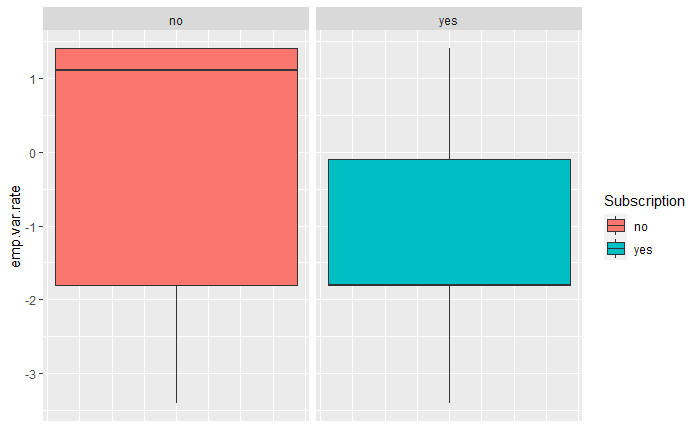 no
yes
emp.var.rate
1
0
-1
-2
-3
Subscription
no
yes